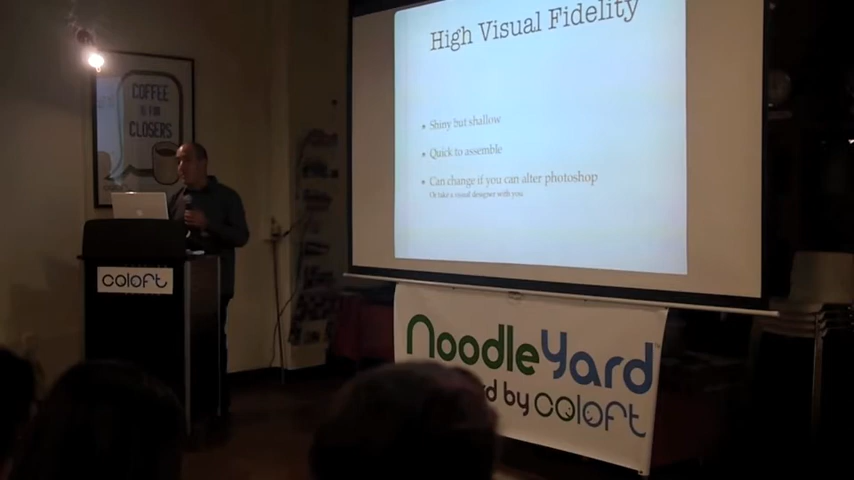 High Visual Fidelity
COFFEE
IS FOR
CLOSERS
Shiny but shallow
Quick to assemble
Can change if you can alter photoshop
Or take a visual designer with you
coloft
NoodleYard™
by coloft